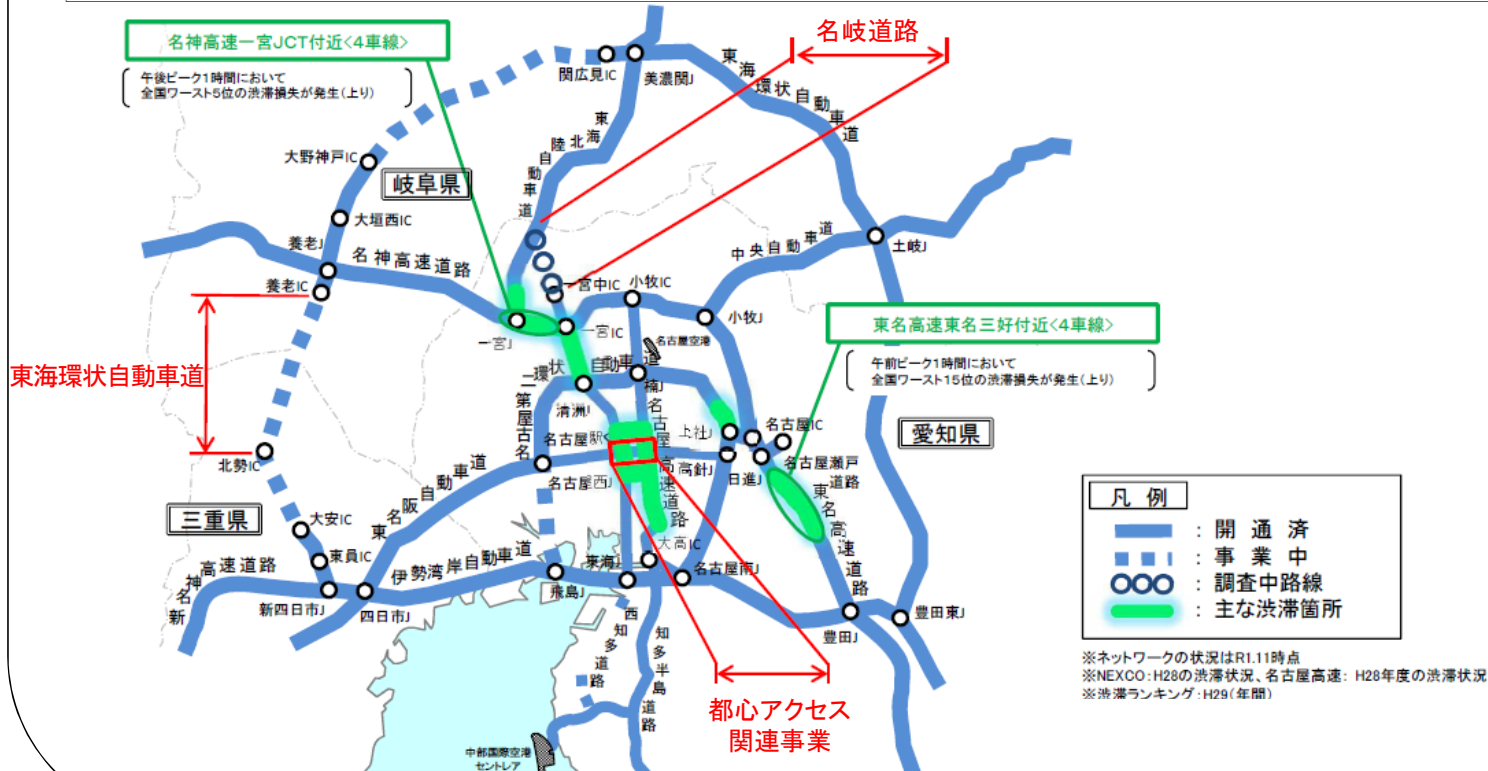 名岐道路
名神高速一宮JCT付近<4車線>
午後ピーク1時間において
全国ワースト5位の渋滞損失が発生(上り)
関広見IC
美濃関J
東海環状自動車道
東海北陸自動車道
大野神戸IC
岐阜県
大垣西IC
養老J
名神高速道路
養老IC
中央自動車道
土岐J
一宮中IC
小牧IC
小牧J
一宮J
一宮IC
名古屋空港
東名高速東名三好付近<4車線>
午前ピーク1時間において
全国ワースト15位の渋滞損失が発生(上り)
東海環状自動車道
名古屋第二環状自動車道
清洲J
楠J
名古屋高速道路
名古屋駅
上社J
名古屋IC
愛知県
北勢IC
名古屋西J
高針J
日進J
名古屋瀬戸
道路
東名高速道路
東名阪自動車道
三重県
大安IC
東員IC
大高IC
新名神高速道路
伊勢湾岸自動車道
東海J
名古屋南J
新四日市J
四日市J
飛島J
豊田J
豊田東J
西知多道路
知多半島道路
都心アクセス
関連事業
中部国際空港
セントレア
凡例
:開通済
:事業中
:調査中路線
:主な渋滞箇所
※ネットワークの状況はR1.11時点
※NEXCO:H28の渋滞状況、名古屋高速:H28年度の渋滞状況
※渋滞ランキング:H29(年間)